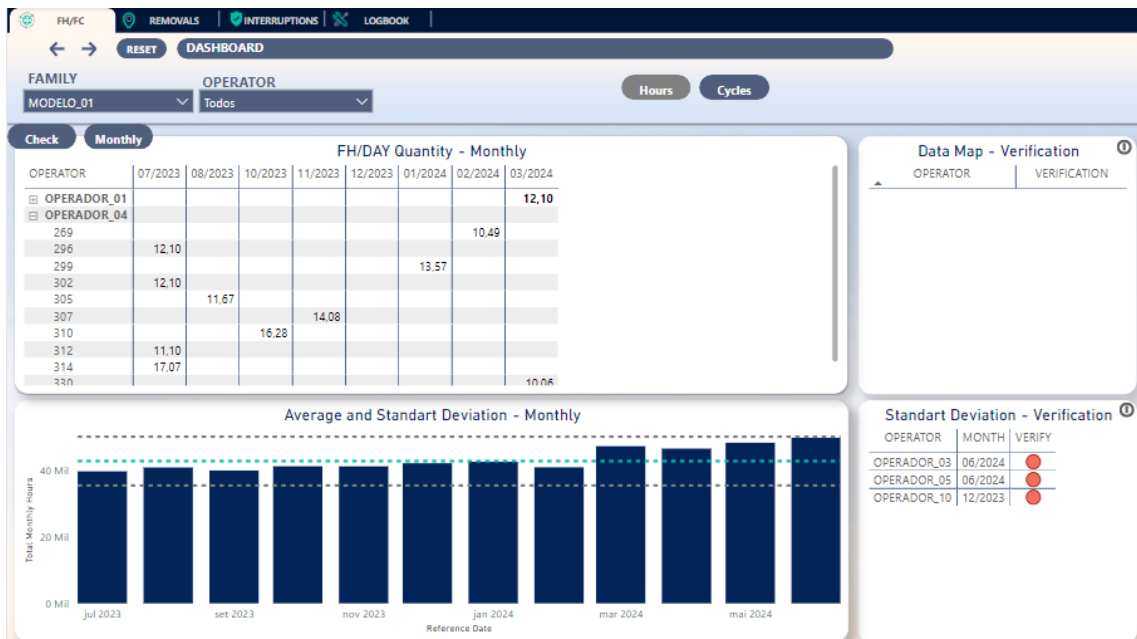 FH/FC REMOVALS INTERRUPTIONS LOGBOOK
RESET DASHBOARD
FAMILY OPERATOR
MODELO_01 Todos
Hours Cycles
Check Monthly
FH/DAY Quantity - Monthly
OPERATOR 07/2023 08/2023 10/2023 11/2023 12/2023 01/2024 02/2024 03/2024
OPERADOR_01 12,10
OPERADOR_04
269 10,49
296 12,10
299 13,57
302 12,10
305 11,67
307 14,08
310 16,28
312 11,10
314 17,07
330 10,06
Data Map - Verification
OPERATOR VERIFICATION
Average and Standart Deviation - Monthly
Total Monthly Hours
40 Mil
20 Mil
0 Mil
jul 2023 set 2023 nov 2023 jan 2024 mar 2024 mai 2024
Reference Date
Standart Deviation - Verification
OPERATOR MONTH VERIFY
OPERADOR_03 06/2024
OPERADOR_05 06/2024
OPERADOR_10 12/2023